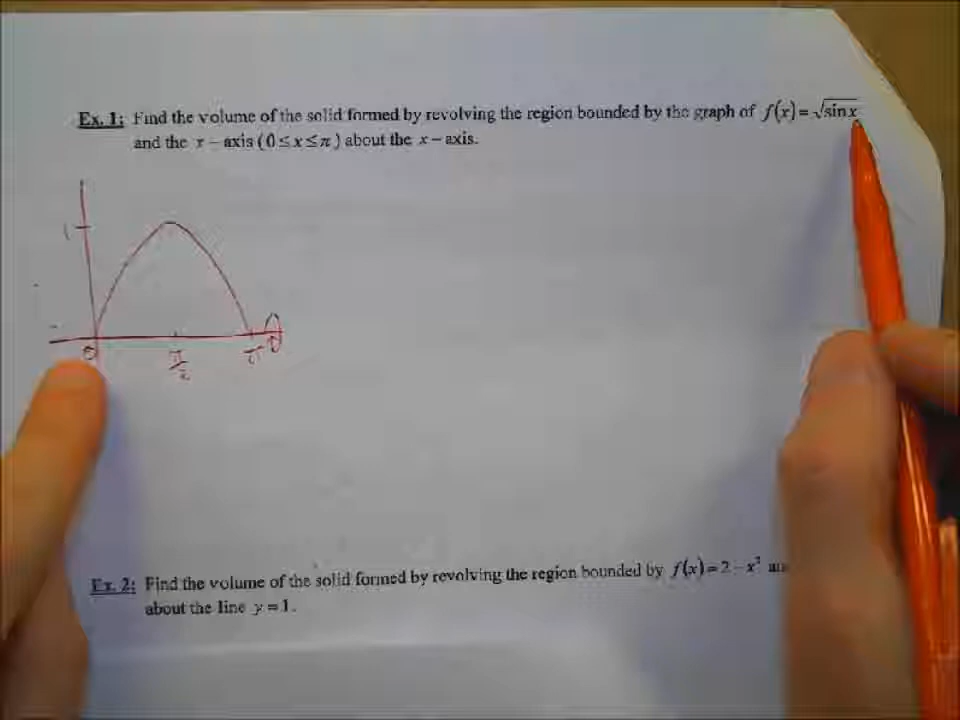 Ex. 1: Find the volume of the solid formed by revolving the region bounded by the graph of f(x)=√sin x
and the x – axis (0 ≤ x ≤ π) about the x – axis.
1
0 π/2 π
Ex. 2: Find the volume of the solid formed by revolving the region bounded by f(x)=2–x²
about the line y=1.